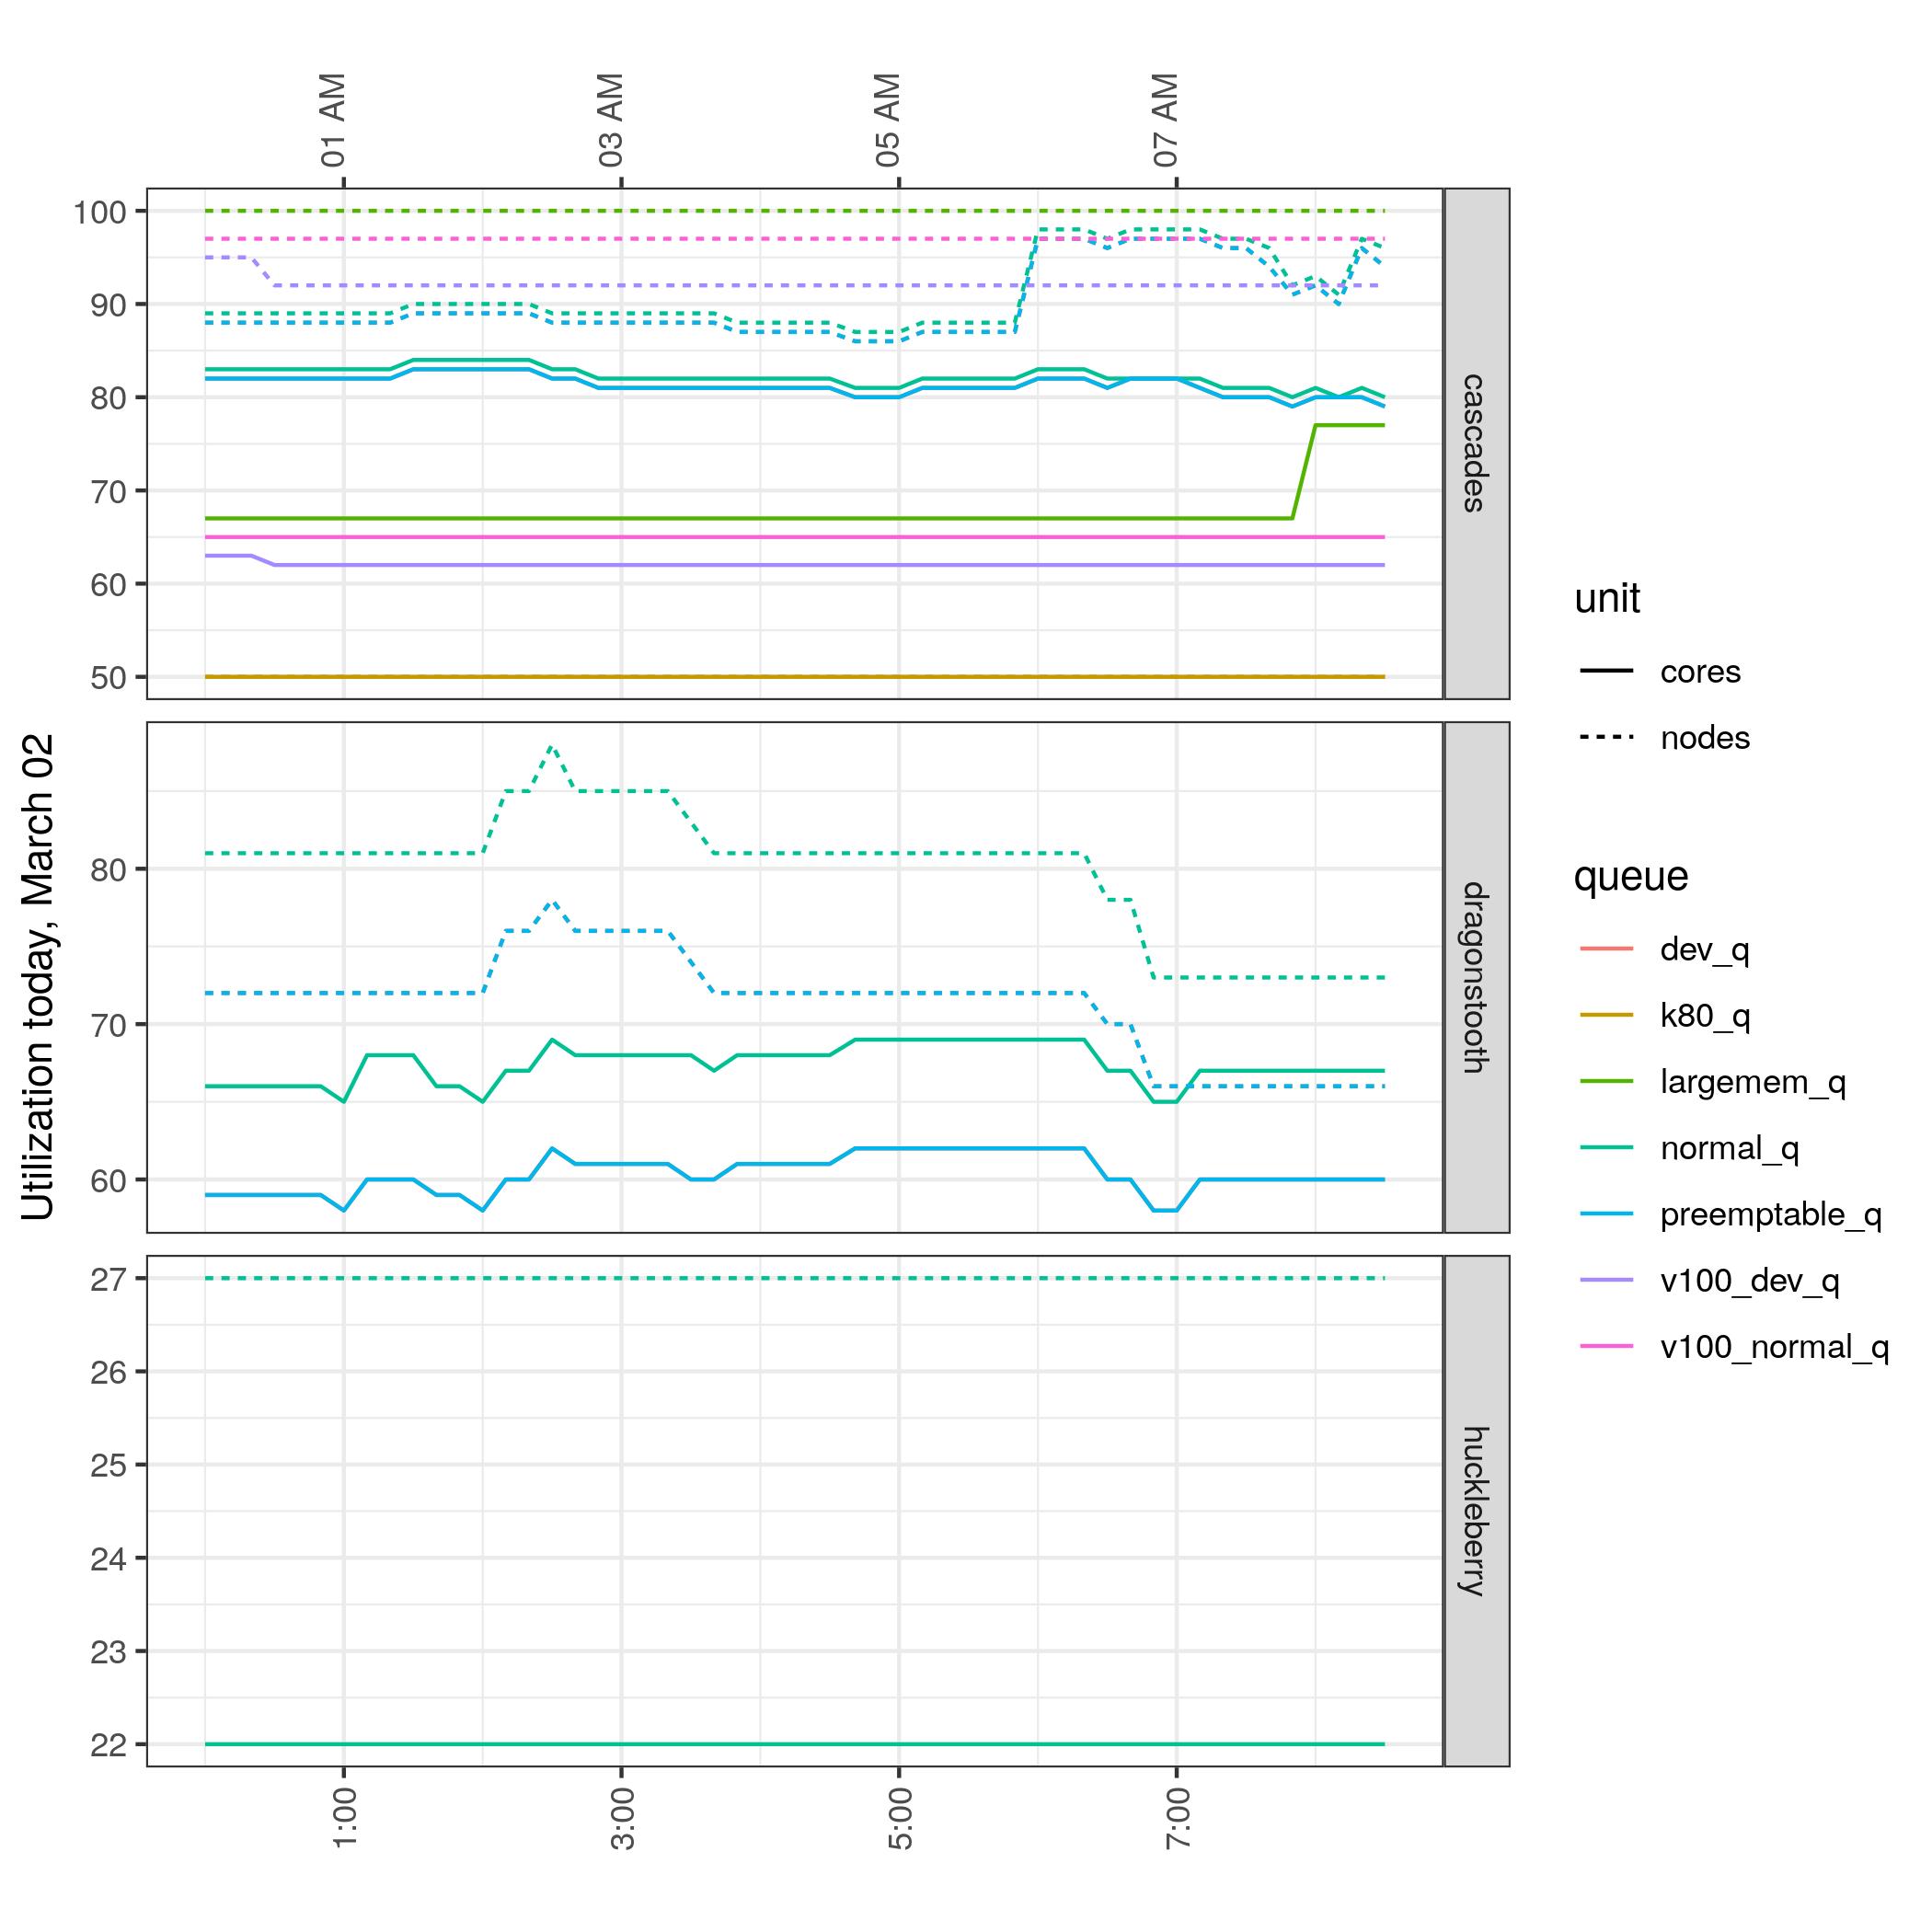 01 AM
03 AM
05 AM
07 AM
100
90
80
70
60
50
cascades
80
70
60
dragonstooth
27
26
25
24
23
22
huckleberry
1:00
3:00
5:00
7:00
Utilization today, March 02
unit
cores
nodes
queue
dev_q
k80_q
largemem_q
normal_q
preemptable_q
v100_dev_q
v100_normal_q